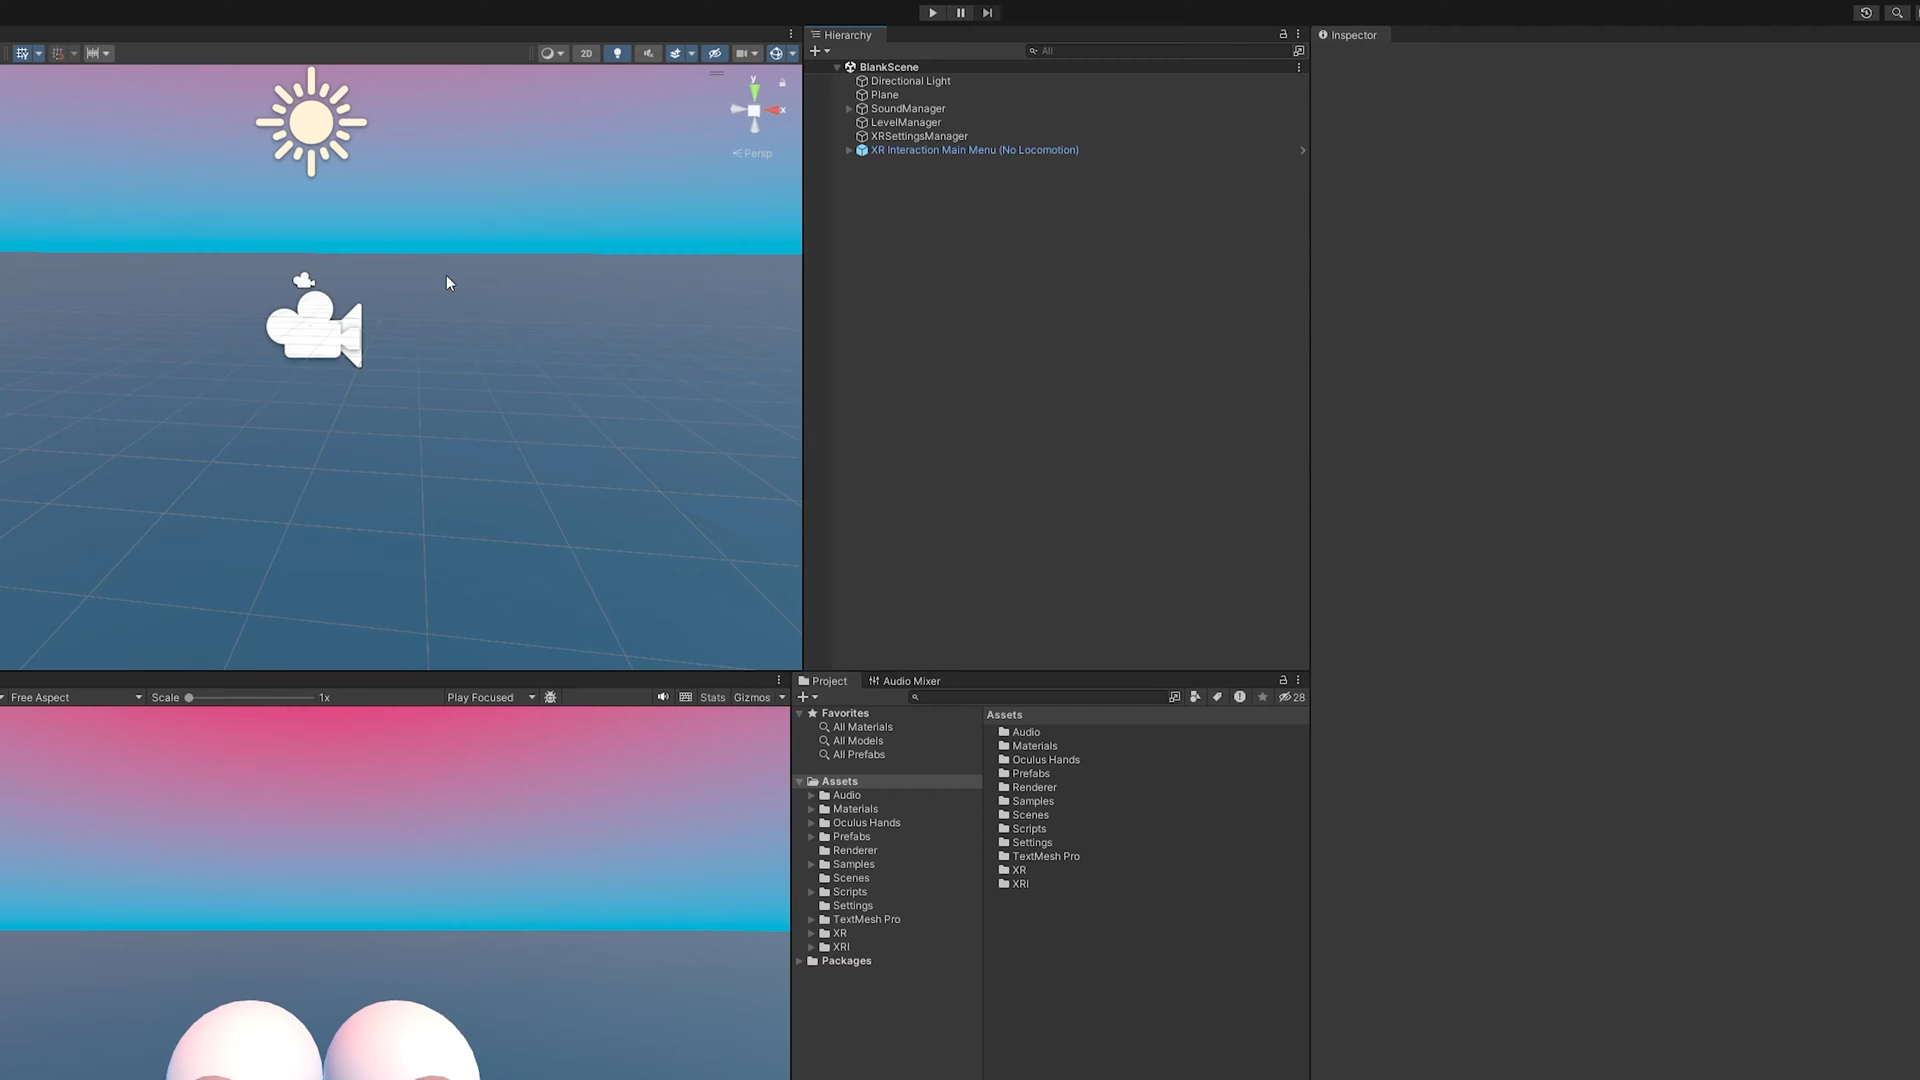 Hierarchy
Inspector
2D
All
BlankScene
Directional Light
Plane
SoundManager
LevelManager
XRSettingsManager
XR Interaction Main Menu (No Locomotion)
y
x
Persp
Free Aspect
Scale
1x
Play Focused
Stats
Gizmos
Project
Audio Mixer
28
Favorites
All Materials
All Models
All Prefabs
Assets
Audio
Materials
Oculus Hands
Prefabs
Renderer
Samples
Scenes
Scripts
Settings
TextMesh Pro
XR
XRI
Packages
Assets
Audio
Materials
Oculus Hands
Prefabs
Renderer
Samples
Scenes
Scripts
Settings
TextMesh Pro
XR
XRI